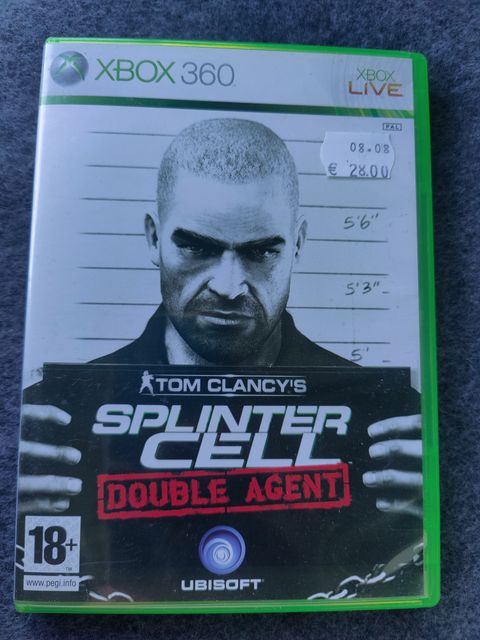 XBOX 360
XBOX
LIVE
PAL
08.08
€ 28.00
5'6"
5'3"
5'
TOM CLANCY'S
SPLINTER
CELL
DOUBLE AGENT
18+
www.pegi.info
UBISOFT